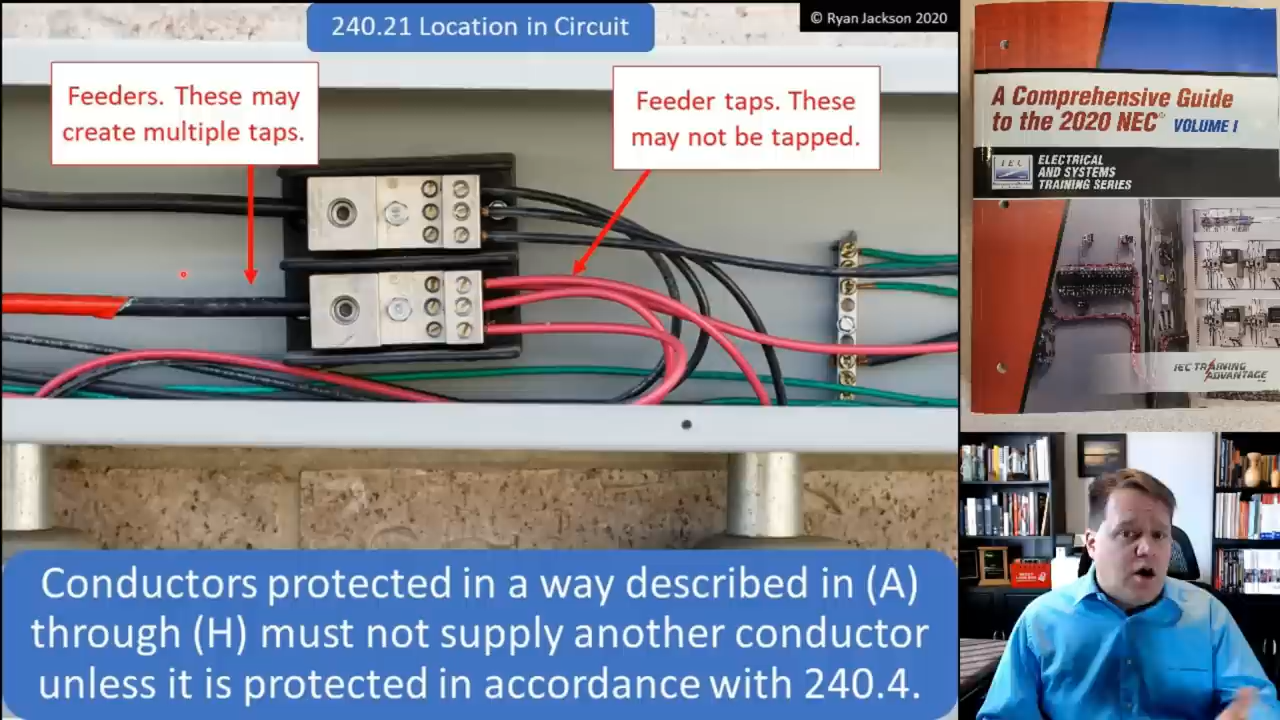 240.21 Location in Circuit
© Ryan Jackson 2020
Feeders. These may
create multiple taps.
Feeder taps. These
may not be tapped.
Conductors protected in a way described in (A)
through (H) must not supply another conductor
unless it is protected in accordance with 240.4.
A Comprehensive Guide
to the 2020 NEC® VOLUME I
IEC
ELECTRICAL
AND SYSTEMS
TRAINING SERIES
IEC TRAINING
ADVANTAGE